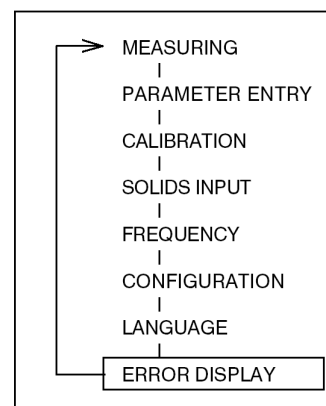 MEASURING
PARAMETER ENTRY
CALIBRATION
SOLIDS INPUT
FREQUENCY
CONFIGURATION
LANGUAGE
ERROR DISPLAY